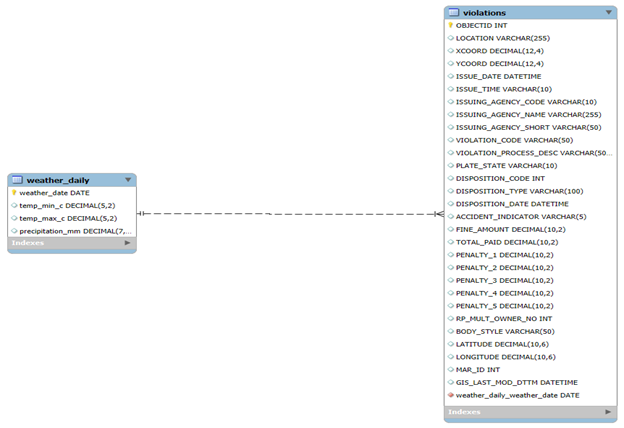 weather_daily
weather_date DATE
temp_min_c DECIMAL(5,2)
temp_max_c DECIMAL(5,2)
precipitation_mm DECIMAL(7,...
Indexes
violations
OBJECTID INT
LOCATION VARCHAR(255)
XCOORD DECIMAL(12,4)
YCOORD DECIMAL(12,4)
ISSUE_DATE DATETIME
ISSUE_TIME VARCHAR(10)
ISSUING_AGENCY_CODE VARCHAR(10)
ISSUING_AGENCY_NAME VARCHAR(255)
ISSUING_AGENCY_SHORT VARCHAR(50)
VIOLATION_CODE VARCHAR(50)
VIOLATION_PROCESS_DESC VARCHAR(50...
PLATE_STATE VARCHAR(10)
DISPOSITION_CODE INT
DISPOSITION_TYPE VARCHAR(100)
DISPOSITION_DATE DATETIME
ACCIDENT_INDICATOR VARCHAR(5)
FINE_AMOUNT DECIMAL(10,2)
TOTAL_PAID DECIMAL(10,2)
PENALTY_1 DECIMAL(10,2)
PENALTY_2 DECIMAL(10,2)
PENALTY_3 DECIMAL(10,2)
PENALTY_4 DECIMAL(10,2)
PENALTY_5 DECIMAL(10,2)
RP_MULT_OWNER_NO INT
BODY_STYLE VARCHAR(50)
LATITUDE DECIMAL(10,6)
LONGITUDE DECIMAL(10,6)
MAR_ID INT
GIS_LAST_MOD_DTTM DATETIME
weather_daily_weather_date DATE
Indexes